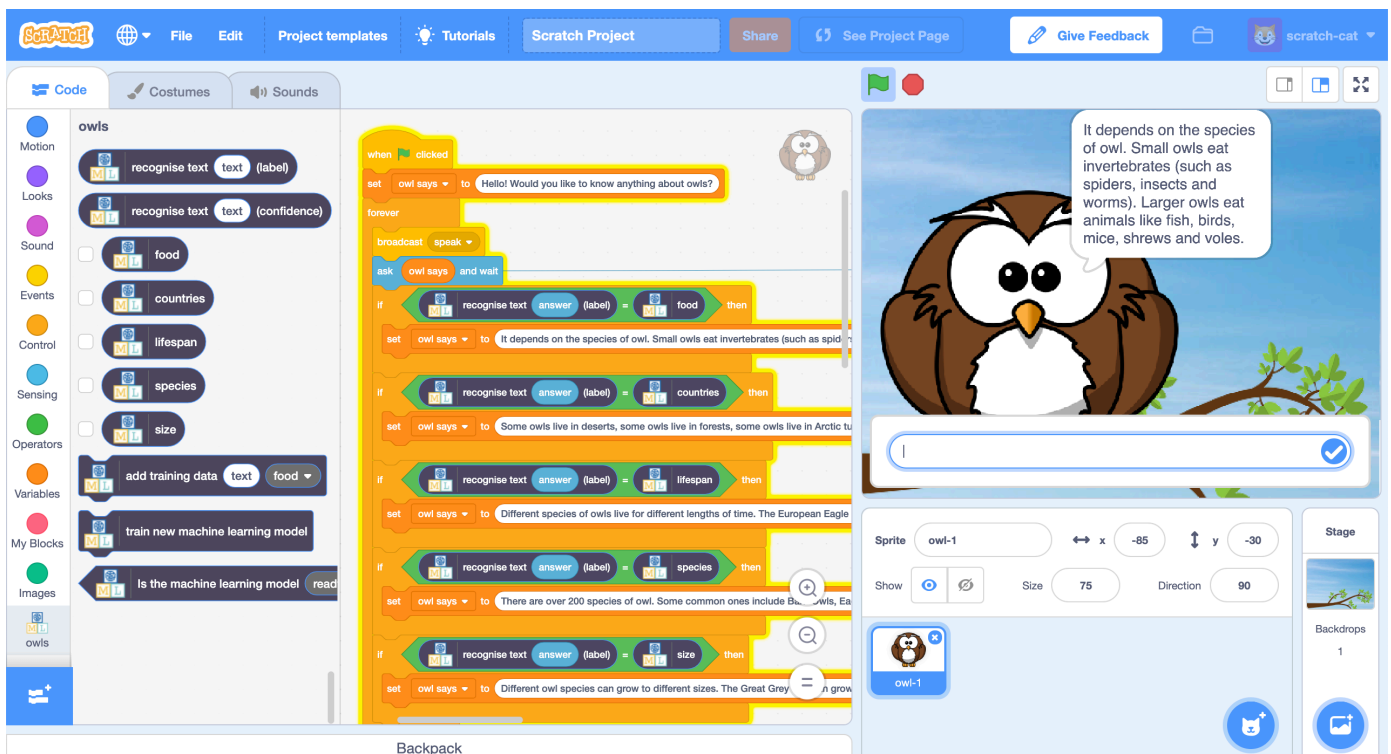 SCRATCH File Edit Project templates Tutorials Scratch Project Share See Project Page Give Feedback scratch-cat
Code Costumes Sounds
Motion
Looks
Sound
Events
Control
Sensing
Operators
Variables
My Blocks
Images
owls
owls
recognise text text (label)
recognise text text (confidence)
food
countries
lifespan
species
size
add training data text food
train new machine learning model
Is the machine learning model read
when clicked
set owl says to Hello! Would you like to know anything about owls?
forever
broadcast speak
ask owl says and wait
if recognise text answer (label) = food then
set owl says to It depends on the species of owl. Small owls eat invertebrates (such as spiders
if recognise text answer (label) = countries then
set owl says to Some owls live in deserts, some owls live in forests, some owls live in Arctic tu
if recognise text answer (label) = lifespan then
set owl says to Different species of owls live for different lengths of time. The European Eagle
if recognise text answer (label) = species then
set owl says to There are over 200 species of owl. Some common ones include Ea
if recognise text answer (label) = size then
set owl says to Different owl species can grow to different sizes. The Great Grey grow
Backpack
It depends on the species
of owl. Small owls eat
invertebrates (such as
spiders, insects and
worms). Larger owls eat
animals like fish, birds,
mice, shrews and voles.
Sprite owl-1 x -85 y -30
Show Size 75 Direction 90
owl-1
Stage
Backdrops
1